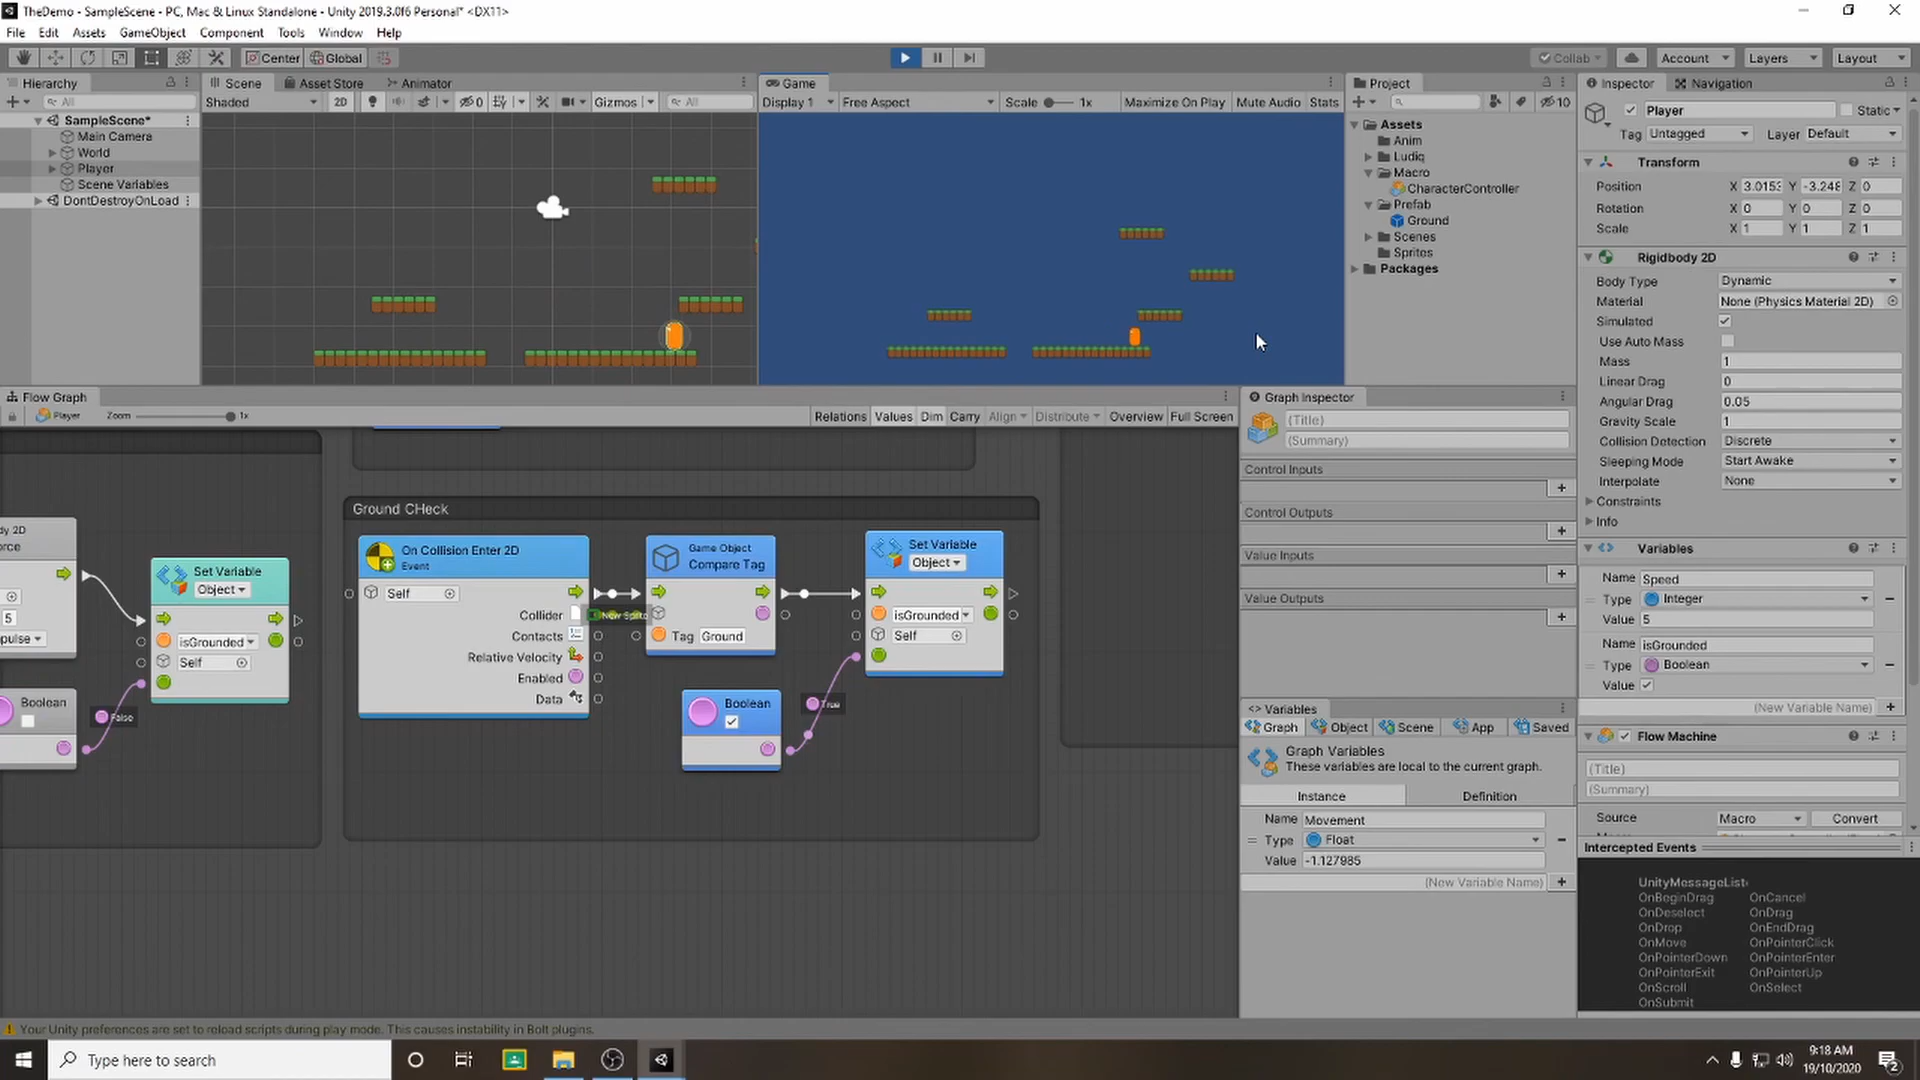 TheDemo - SampleScene - PC, Mac & Linux Standalone - Unity 2019.3.0f6 Personal* <DX11>
File Edit Assets GameObject Component Tools Window Help
Center Global Collab Account Layers Layout
Hierarchy
All
SampleScene*
Main Camera
World
Player
Scene Variables
DontDestroyOnLoad
Scene Asset Store Animator
Shaded 2D 0 Gizmos All
Game
Display 1 Free Aspect Scale 1x Maximize On Play Mute Audio Stats
Project
10
Assets
Anim
Ludiq
Macro
CharacterController
Prefab
Ground
Scenes
Sprites
Packages
Inspector Navigation
Player Static
Tag Untagged Layer Default
Transform
Position X 3.0153 Y -3.248 Z 0
Rotation X 0 Y 0 Z 0
Scale X 1 Y 1 Z 1
Rigidbody 2D
Body Type Dynamic
Material None (Physics Material 2D)
Simulated
Use Auto Mass
Mass 1
Linear Drag 0
Angular Drag 0.05
Gravity Scale 1
Collision Detection Discrete
Sleeping Mode Start Awake
Interpolate None
Constraints
Info
Variables
Name Speed
Type Integer
Value 5
Name isGrounded
Type Boolean
Value
(New Variable Name)
Flow Machine
(Title)
(Summary)
Source Macro Convert
Intercepted Events
OnBeginDrag OnCancel
OnDeselect OnDrag
OnDrop OnEndDrag
OnMove OnPointerClick
OnPointerDown OnPointerEnter
OnPointerExit OnPointerUp
OnScroll OnSelect
OnSubmit
Flow Graph
Player Zoom 1x Relations Values Dim Carry Align Distribute Overview Full Screen
dy 2D
orce
5
pulse
Set Variable
Object
isGrounded
Self
Boolean
False
Ground CHeck
On Collision Enter 2D
Event
Self
Collider
Contacts
Relative Velocity
Enabled
Data
Game Object
Compare Tag
Tag Ground
Boolean
Set Variable
Object
isGrounded
Self
Graph Inspector
(Title)
(Summary)
Control Inputs
Control Outputs
Value Inputs
Value Outputs
Variables
Graph Object Scene App Saved
Graph Variables
These variables are local to the current graph.
Instance Definition
Name Movement
Type Float
Value -1.127985
(New Variable Name)
Your Unity preferences are set to reload scripts during play mode. This causes instability in Bolt plugins.
Type here to search
9:18 AM
19/10/2020
2